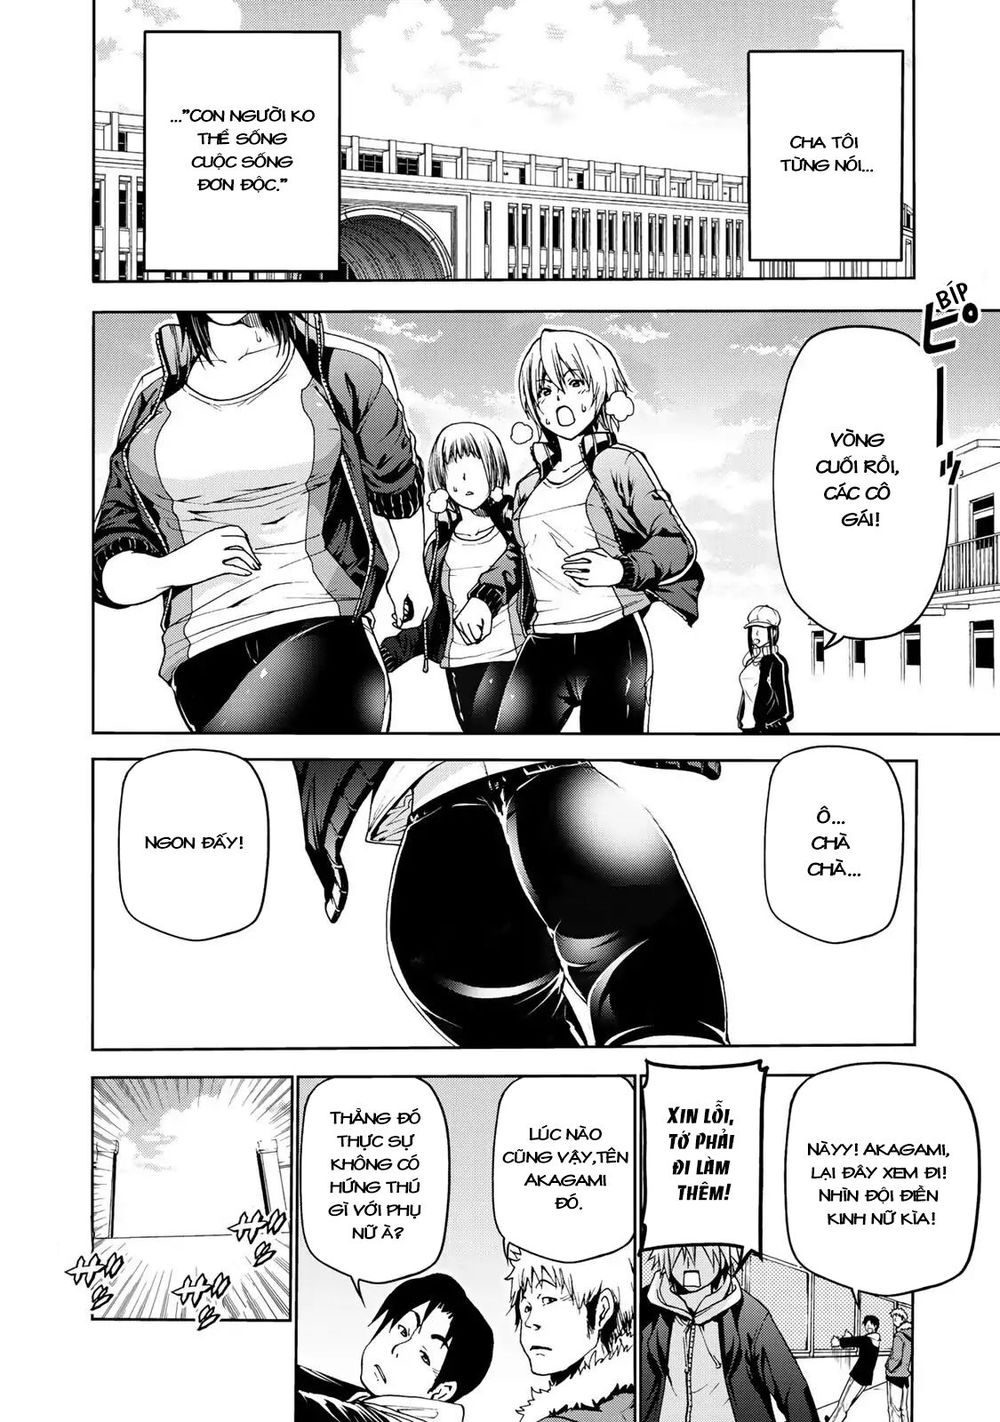 CHA TÔI
TỪNG NÓI...
..."CON NGƯỜI KO
THỂ SỐNG
CUỘC SỐNG
ĐƠN ĐỘC."
BÍP
ピーッ
VÒNG
CUỐI RỒI,
CÁC CÔ
GÁI!
Ô...
CHÀ
CHÀ...
NGON ĐẤY!
NÀYY! AKAGAMI,
LẠI ĐÂY XEM ĐI!
NHÌN ĐỘI ĐIỀN
KINH NỮ KÌA!
XIN LỖI,
TỚ PHẢI
ĐI LÀM
THÊM!
LÚC NÀO
CŨNG VẬY,TÊN
AKAGAMI
ĐÓ.
THẰNG ĐÓ
THỰC SỰ
KHÔNG CÓ
HỨNG THÚ
GÌ VỚI PHỤ
NỮ À?